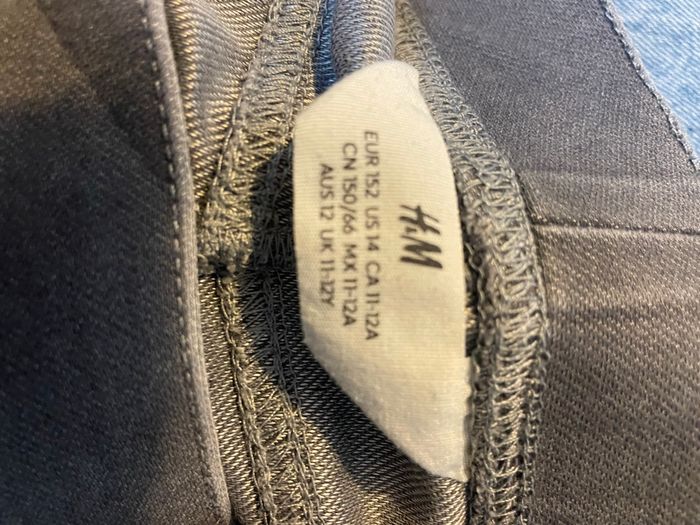 H&M
EUR 152 US 14 CA 11-12A
CN 150/66 MX 11-12A
AUS 12 UK 11-12Y